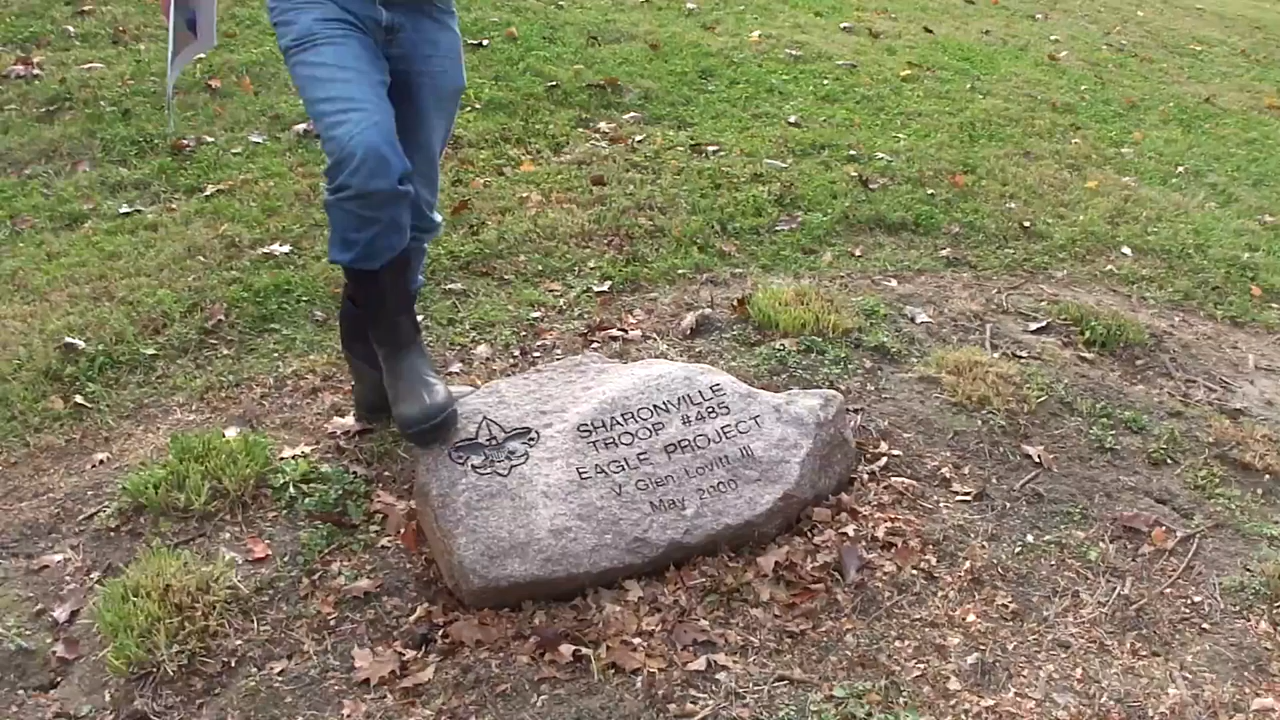 SHARONVILLE
TROOP #485
EAGLE PROJECT
V. Glen Lovitt III
May 2000